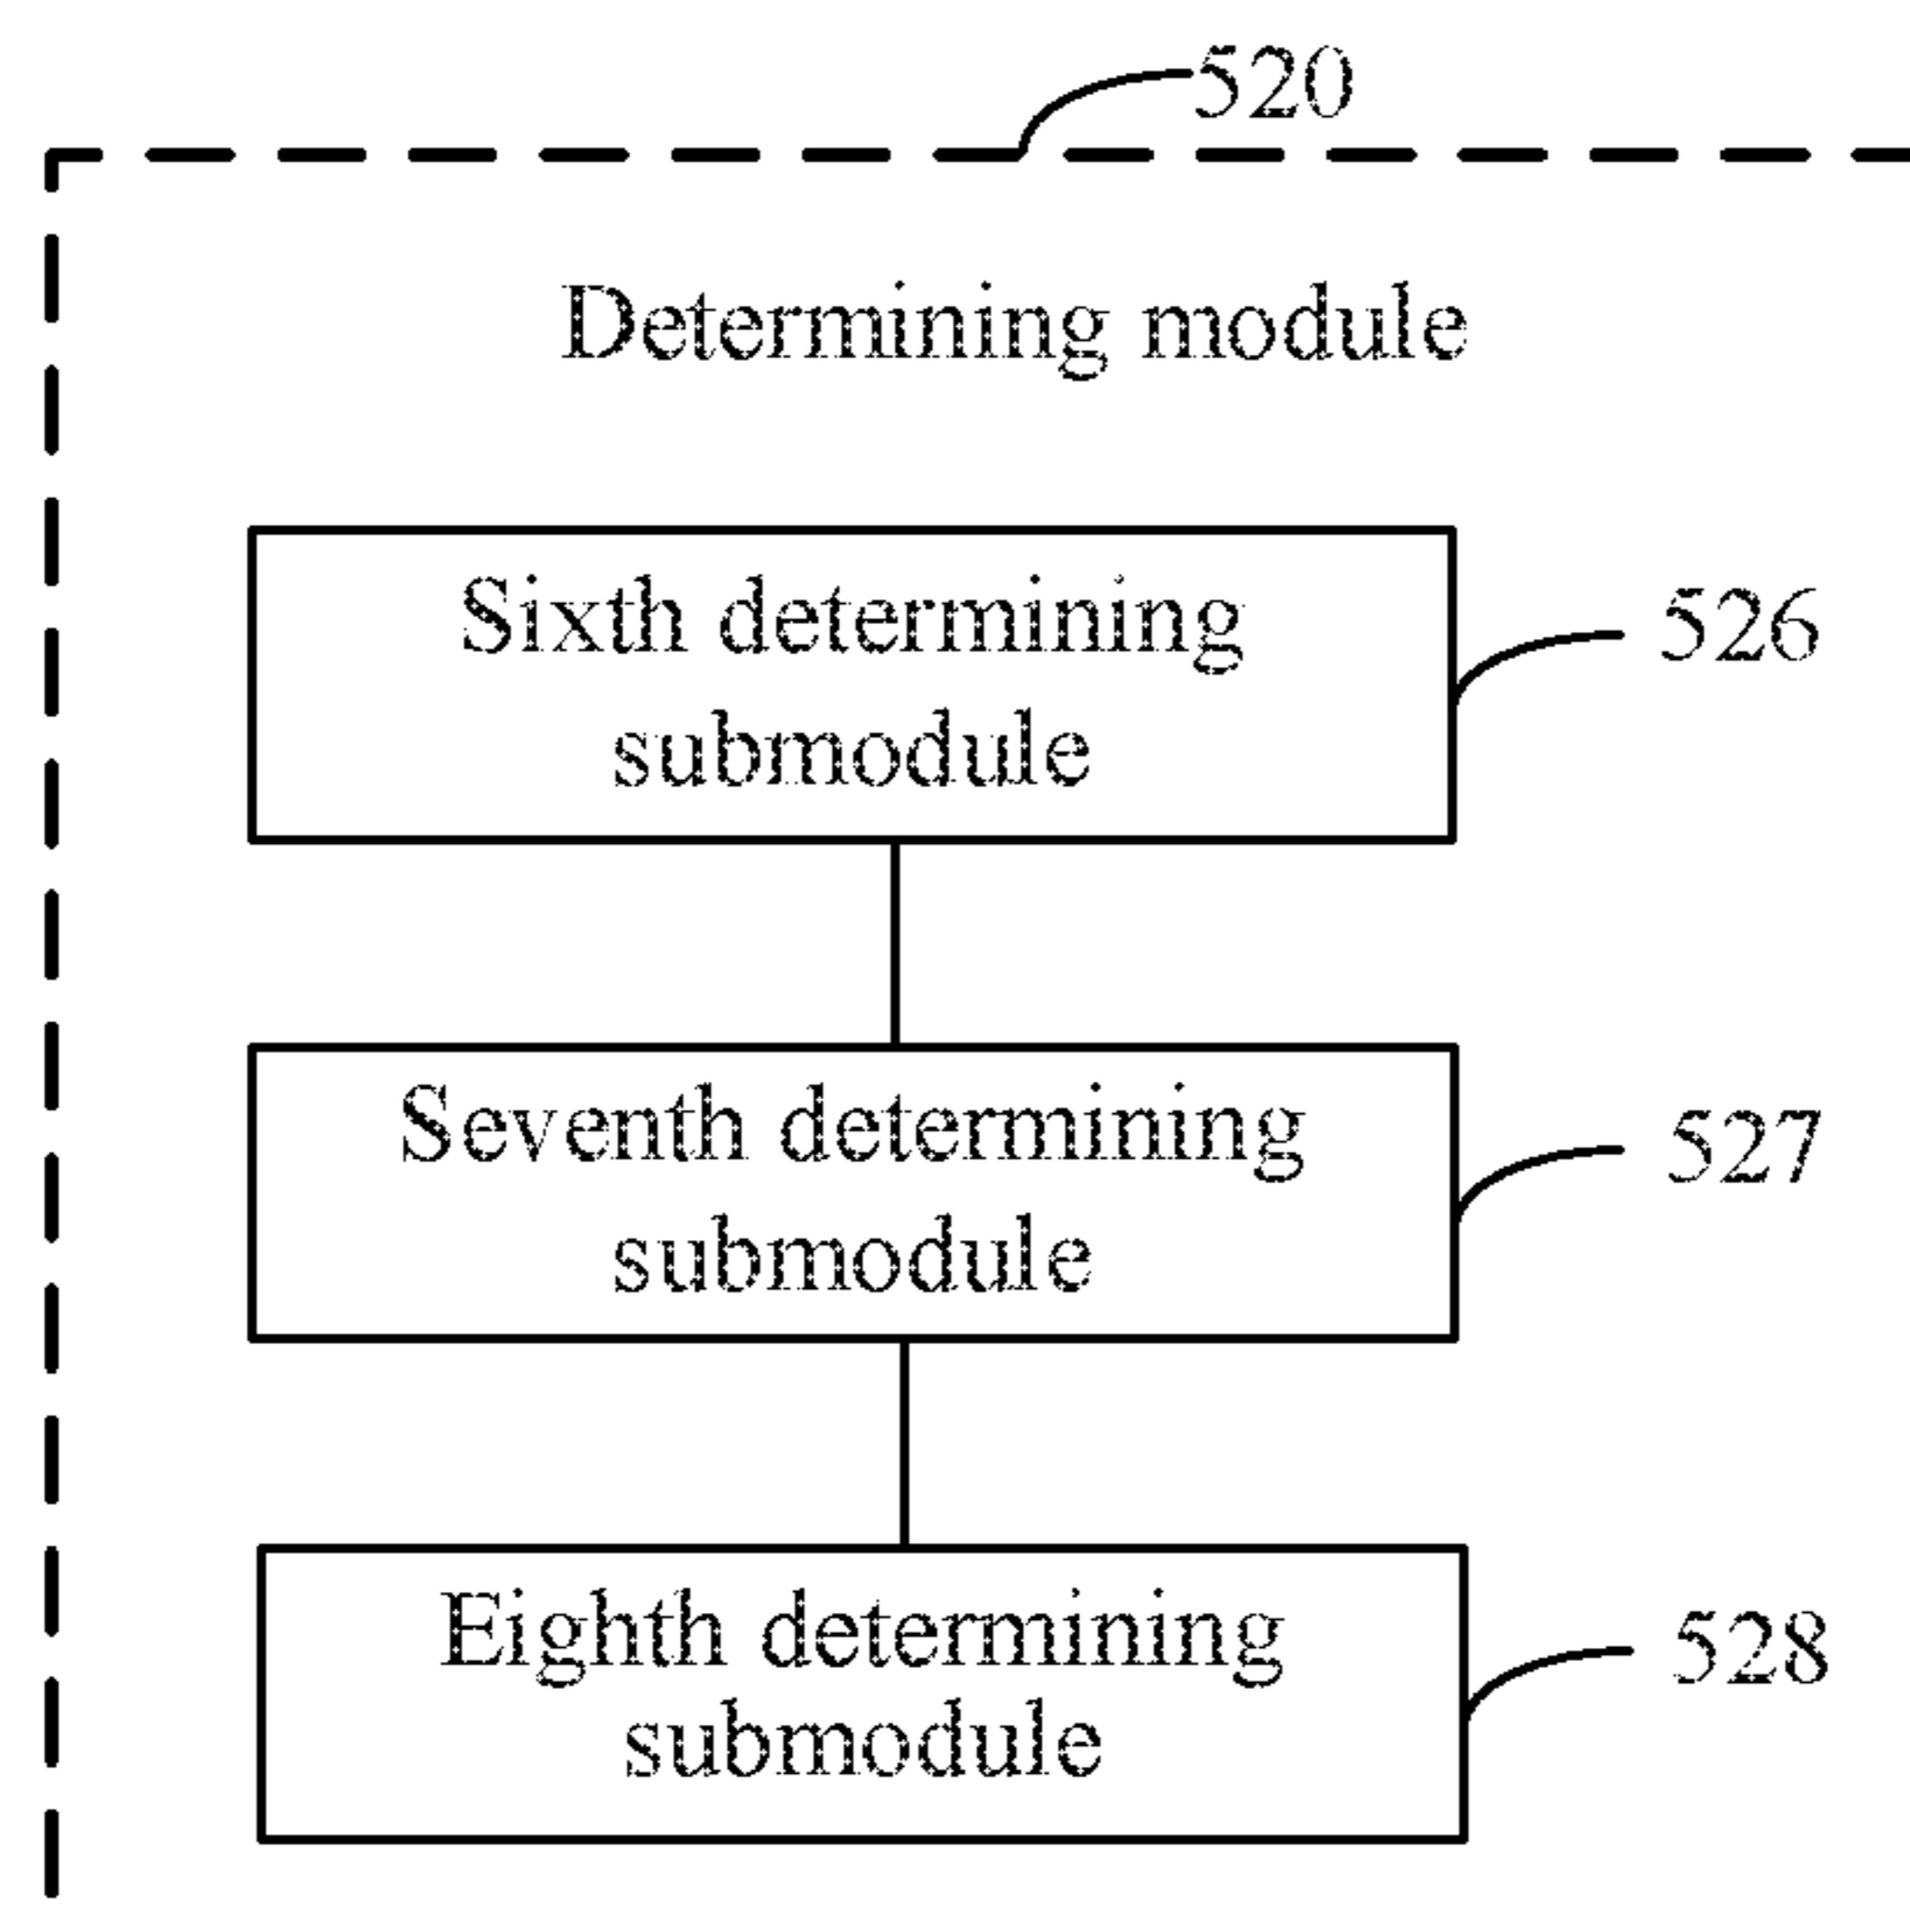 520
Determining module
Sixth determining
submodule
526
Seventh determining
submodule
527
Eighth determining
submodule
528